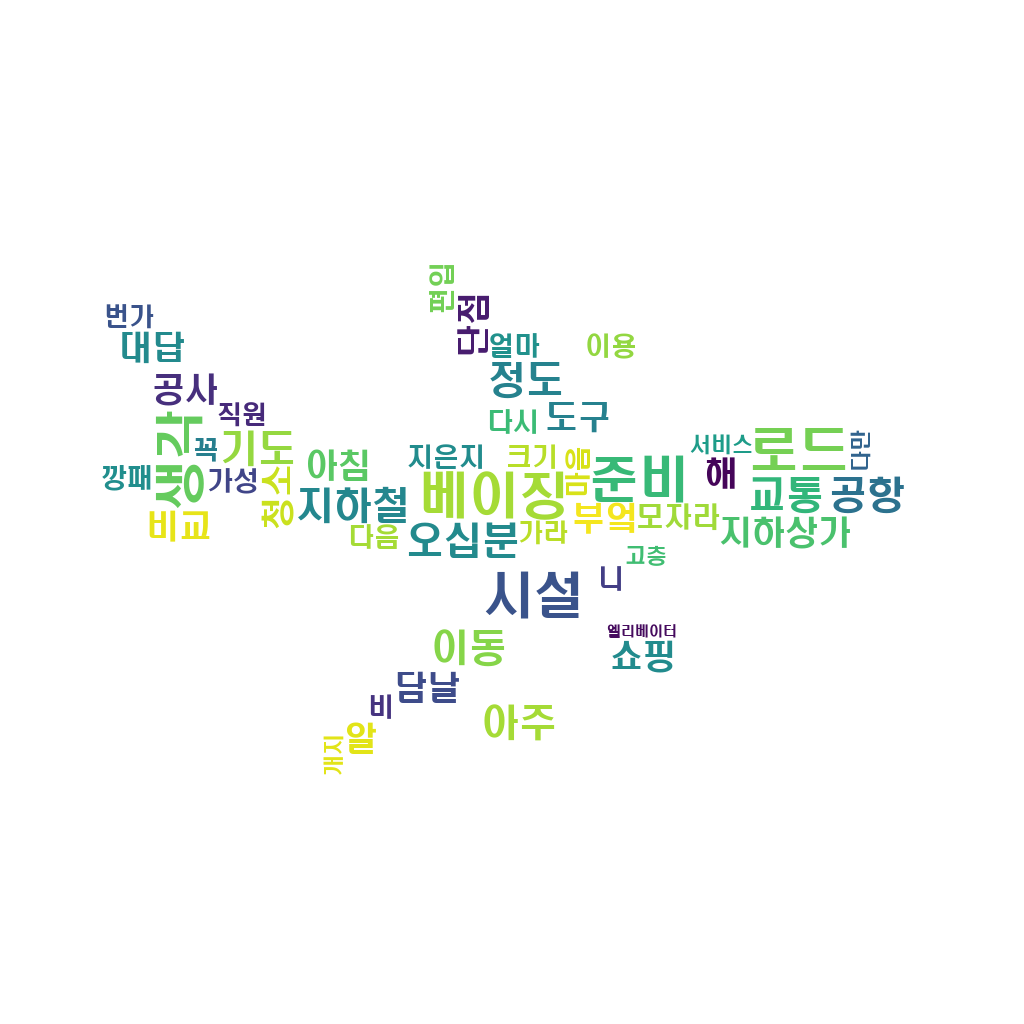 편임
번가
단점
대답
얼마
이용
공사
정도
직원
다시
도구
생각
꼭
기도
아침
지은지
크기
음음
준비
서비스
로드
다민
깡패
가성
청소
지하철
베이징
해
교통
공항
비교
다음
오십분
가라
부엌
모자라
지하상가
고층
시설
니
이동
엘리베이터
쇼핑
담날
비
아주
알
개지